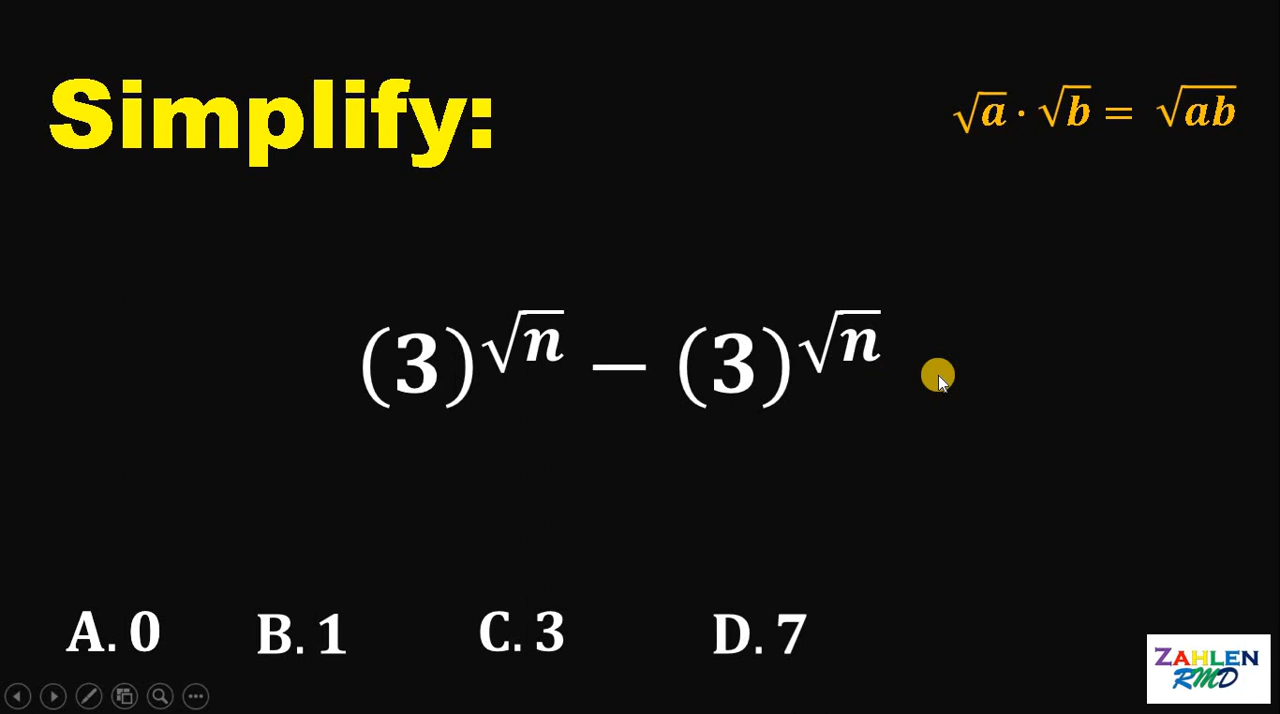 Simplify:
√a · √b = √ab
(3)^√n − (3)^√n
A. 0 B. 1 C. 3 D. 7
ZAHLEN
RMD